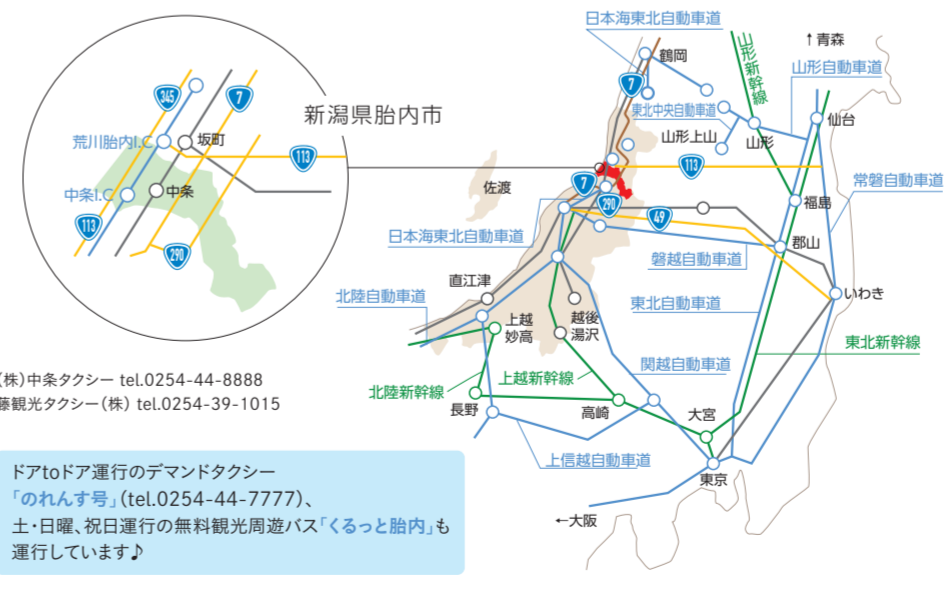 日本海東北自動車道
↑青森
山形新幹線
山形自動車道
鶴岡
7
東北中央自動車道
仙台
山形上山
山形
新潟県胎内市
345
7
荒川胎内I.C
坂町
113
中条I.C
中条
113
290
佐渡
113
7
290
49
常磐自動車道
福島
日本海東北自動車道
郡山
磐越自動車道
直江津
北陸自動車道
いわき
上越
妙高
越後
湯沢
東北自動車道
東北新幹線
関越自動車道
上越新幹線
北陸新幹線
長野
高崎
大宮
上信越自動車道
東京
←大阪
(株)中条タクシー tel.0254-44-8888
藤観光タクシー(株) tel.0254-39-1015
ドアtoドア運行のデマンドタクシー
「のれんす号」(tel.0254-44-7777)、
土・日曜、祝日運行の無料観光周遊バス「くるっと胎内」も
運行しています♪